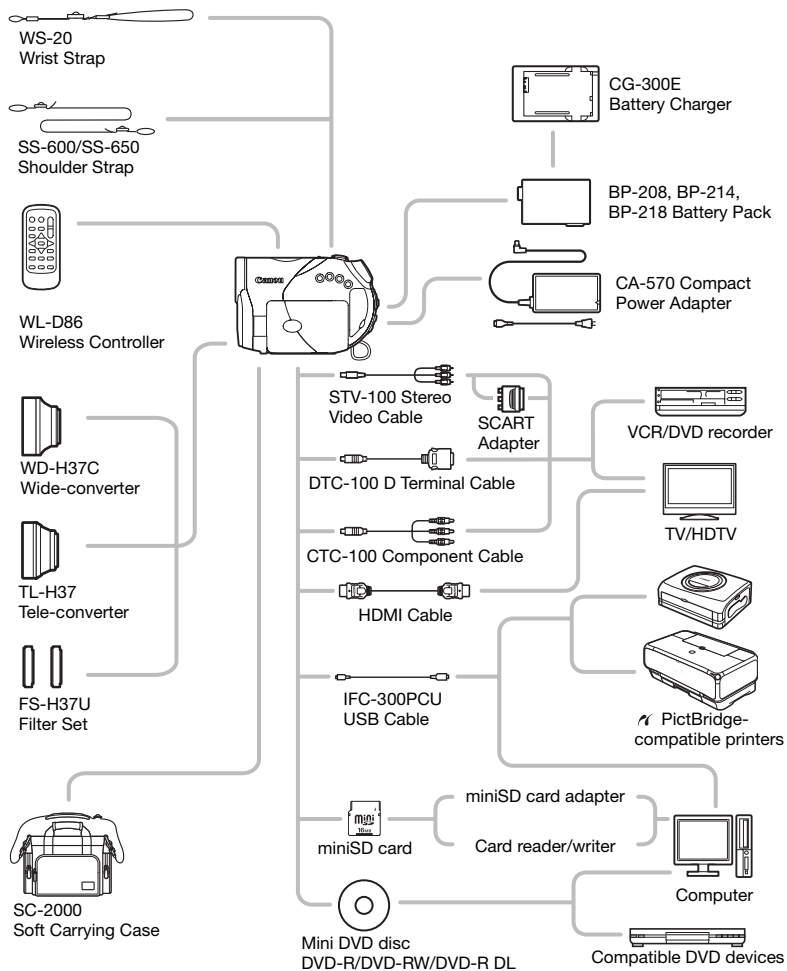 WS-20
Wrist Strap
CG-300E
Battery Charger
SS-600/SS-650
Shoulder Strap
BP-208, BP-214,
BP-218 Battery Pack
Canon
CA-570 Compact
Power Adapter
WL-D86
Wireless Controller
STV-100 Stereo
Video Cable
SCART
Adapter
VCR/DVD recorder
WD-H37C
Wide-converter
DTC-100 D Terminal Cable
TV/HDTV
CTC-100 Component Cable
TL-H37
Tele-converter
HDMI Cable
FS-H37U
Filter Set
IFC-300PCU
USB Cable
PictBridge-
compatible printers
miniSD card adapter
mini
16MB
miniSD card
Card reader/writer
Computer
SC-2000
Soft Carrying Case
Mini DVD disc
DVD-R/DVD-RW/DVD-R DL
Compatible DVD devices